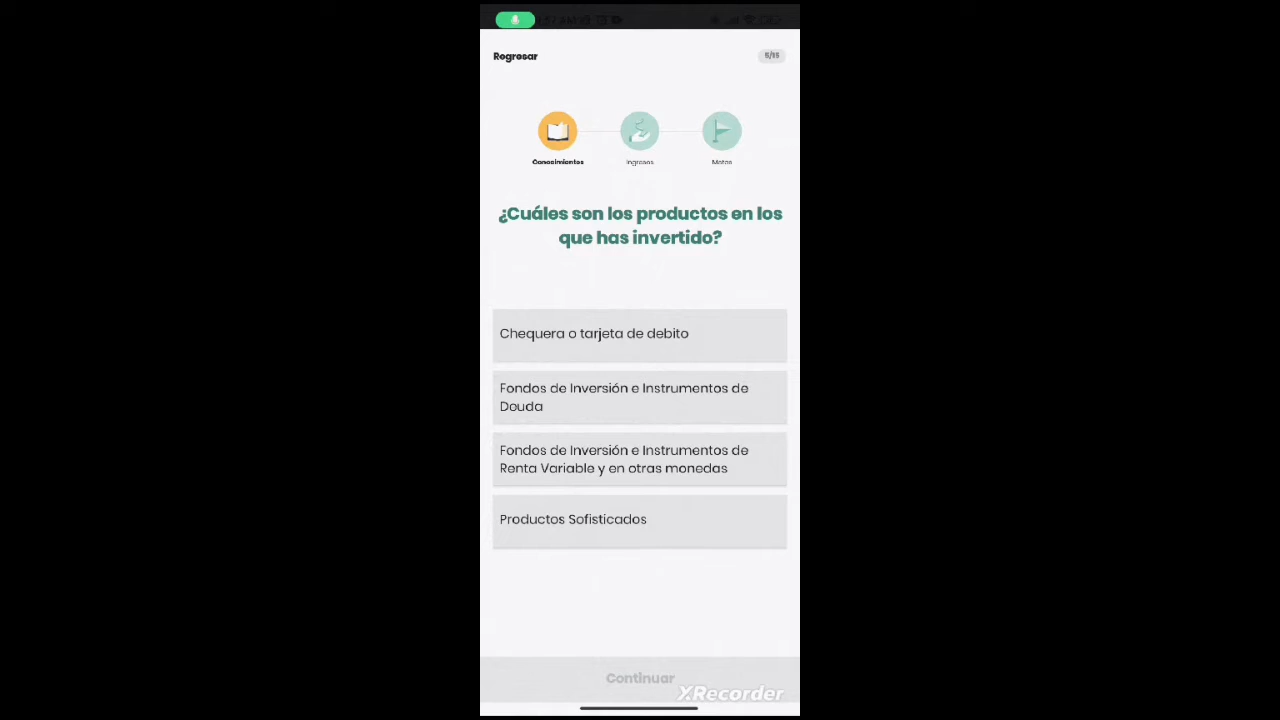 Regresar
5/15
Conocimientos
Ingresos
Metas
¿Cuáles son los productos en los
que has invertido?
Chequera o tarjeta de debito
Fondos de Inversión e Instrumentos de
Deuda
Fondos de Inversión e Instrumentos de
Renta Variable y en otras monedas
Productos Sofisticados
Continuar
XRecorder